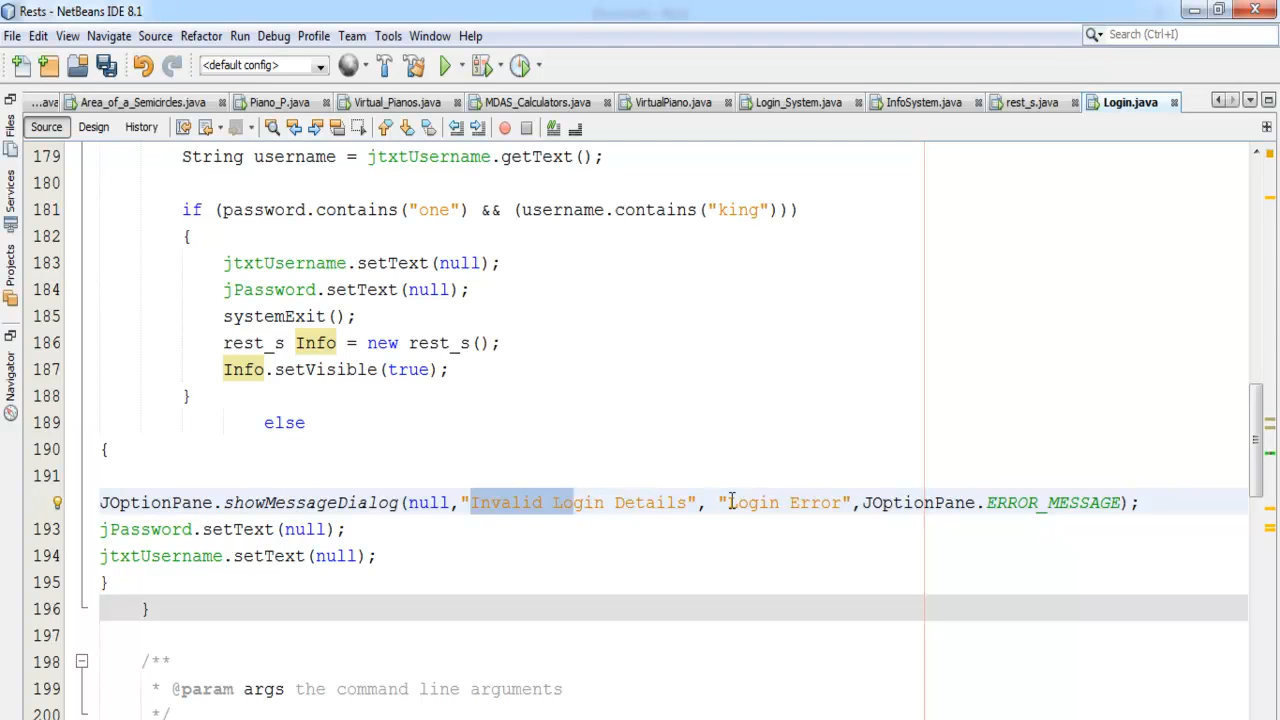 Rests - NetBeans IDE 8.1
File Edit View Navigate Source Refactor Run Debug Profile Team Tools Window Help
Search (Ctrl+I)
<default config>
...ava Area_of_a_Semicircles.java Piano_P.java Virtual_Pianos.java MDAS_Calculators.java VirtualPiano.java Login_System.java InfoSystem.java rest_s.java Login.java
Source Design History
Files
Services
Projects
Navigator
179 String username = jtxtUsername.getText();
180
181 if (password.contains("one") && (username.contains("king")))
182 {
183 jtxtUsername.setText(null);
184 jPassword.setText(null);
185 systemExit();
186 rest_s Info = new rest_s();
187 Info.setVisible(true);
188 }
189 else
190 {
191
JOptionPane.showMessageDialog(null,"Invalid Login Details", "Login Error",JOptionPane.ERROR_MESSAGE);
193 jPassword.setText(null);
194 jtxtUsername.setText(null);
195 }
196 }
197
198 /**
199 * @param args the command line arguments
200 */